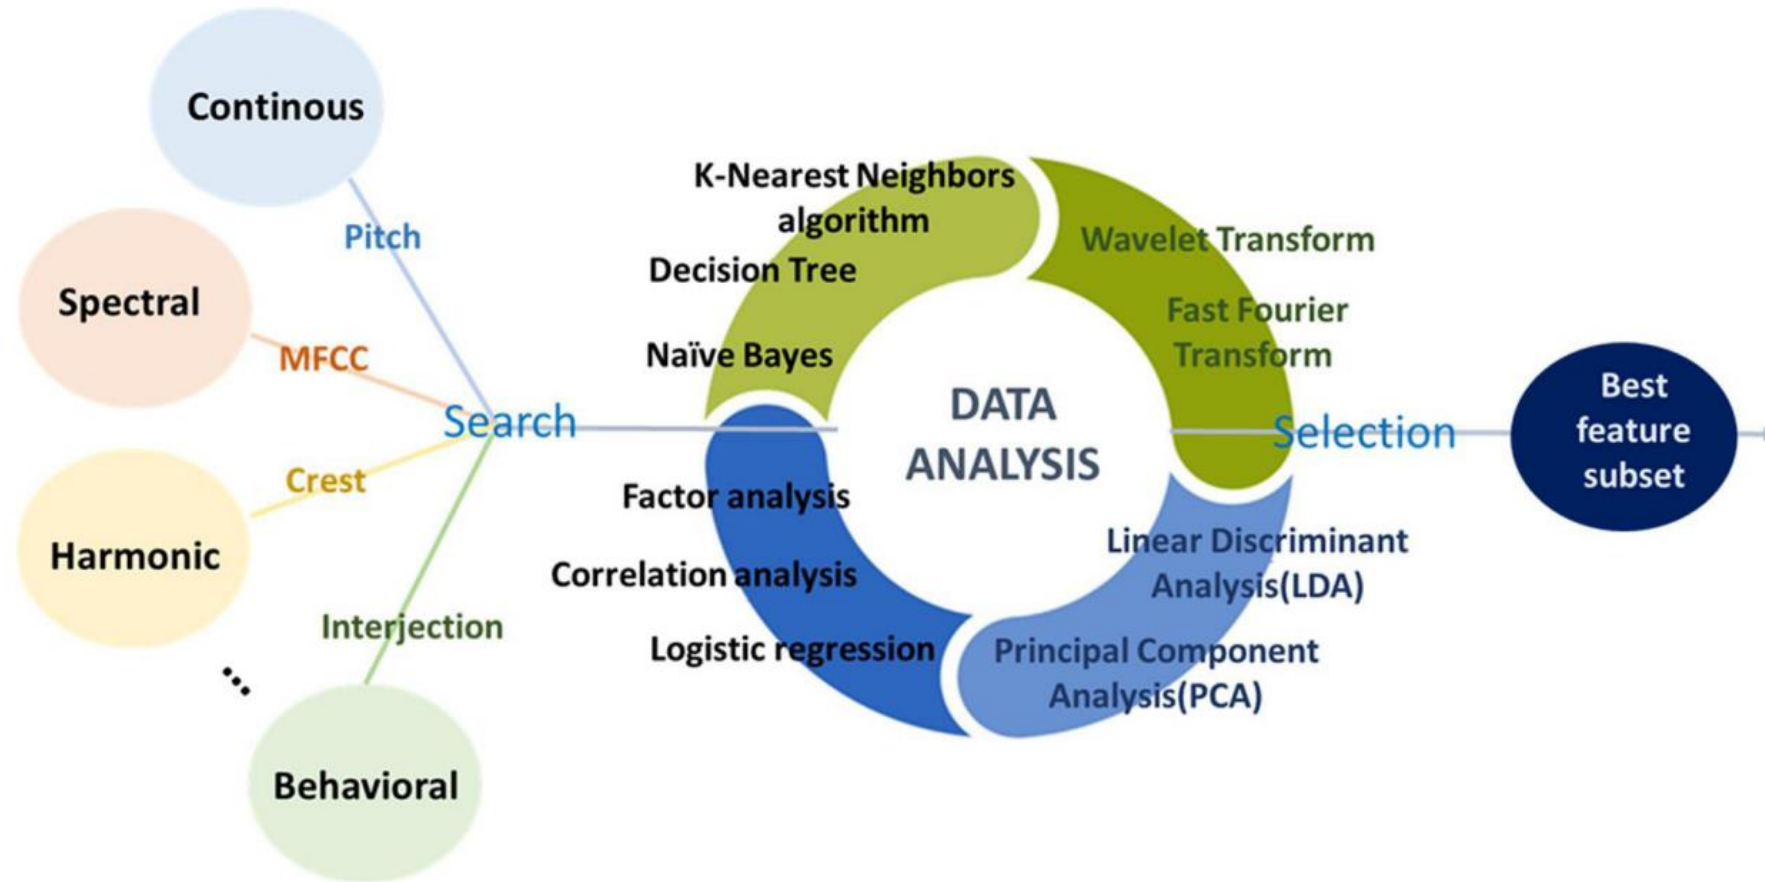 Continous
Pitch
Spectral
MFCC
Search
Crest
Harmonic
Interjection
Behavioral
K-Nearest Neighbors
algorithm
Decision Tree
Naïve Bayes
Factor analysis
Correlation analysis
Logistic regression
DATA
ANALYSIS
Wavelet Transform
Fast Fourier
Transform
Selection
Linear Discriminant
Analysis(LDA)
Principal Component
Analysis(PCA)
Best
feature
subset